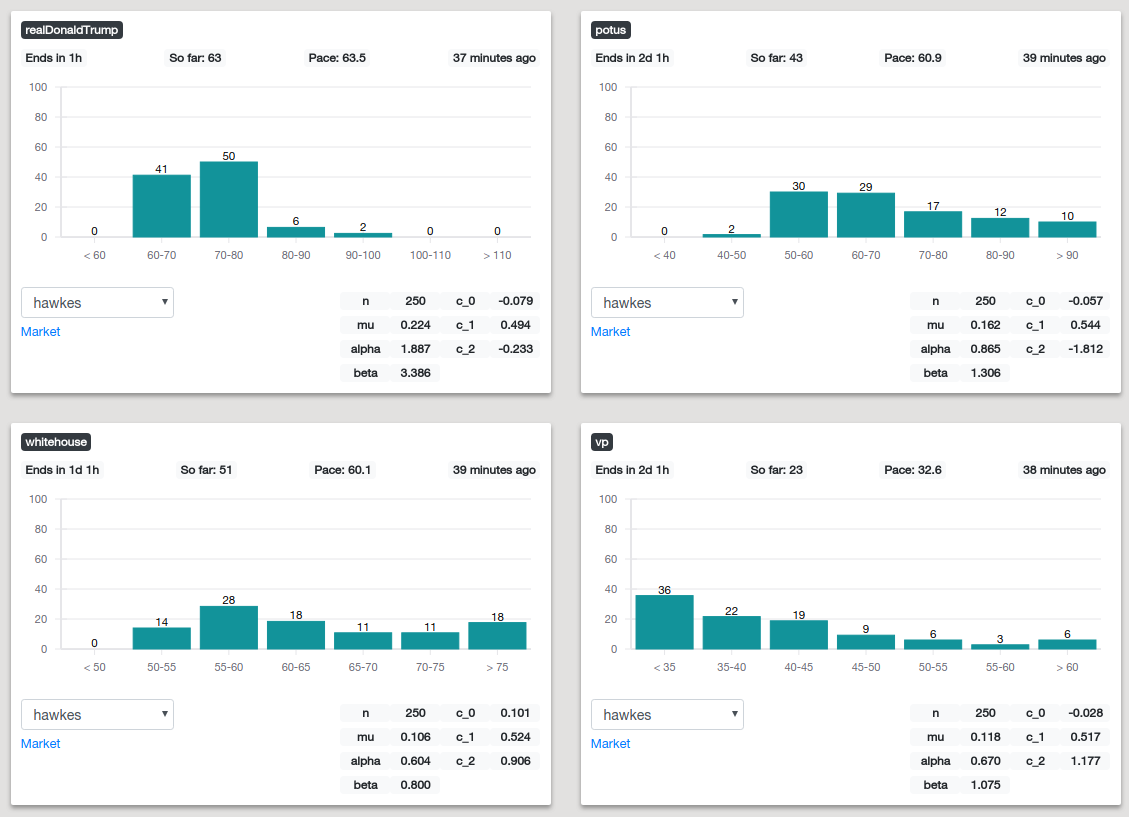 realDonaldTrump
Ends in 1h So far: 63 Pace: 63.5 37 minutes ago
100
80
60
40
20
0
0 41 50 6 2 0 0
< 60 60-70 70-80 80-90 90-100 100-110 > 110
hawkes
Market
n 250 c_0 -0.079
mu 0.224 c_1 0.494
alpha 1.887 c_2 -0.233
beta 3.386
potus
Ends in 2d 1h So far: 43 Pace: 60.9 39 minutes ago
100
80
60
40
20
0
0 2 30 29 17 12 10
< 40 40-50 50-60 60-70 70-80 80-90 > 90
hawkes
Market
n 250 c_0 -0.057
mu 0.162 c_1 0.544
alpha 0.865 c_2 -1.812
beta 1.306
whitehouse
Ends in 1d 1h So far: 51 Pace: 60.1 39 minutes ago
100
80
60
40
20
0
0 14 28 18 11 11 18
< 50 50-55 55-60 60-65 65-70 70-75 > 75
hawkes
Market
n 250 c_0 0.101
mu 0.106 c_1 0.524
alpha 0.604 c_2 0.906
beta 0.800
vp
Ends in 2d 1h So far: 23 Pace: 32.6 38 minutes ago
100
80
60
40
20
0
36 22 19 9 6 3 6
< 35 35-40 40-45 45-50 50-55 55-60 > 60
hawkes
Market
n 250 c_0 -0.028
mu 0.118 c_1 0.517
alpha 0.670 c_2 1.177
beta 1.075